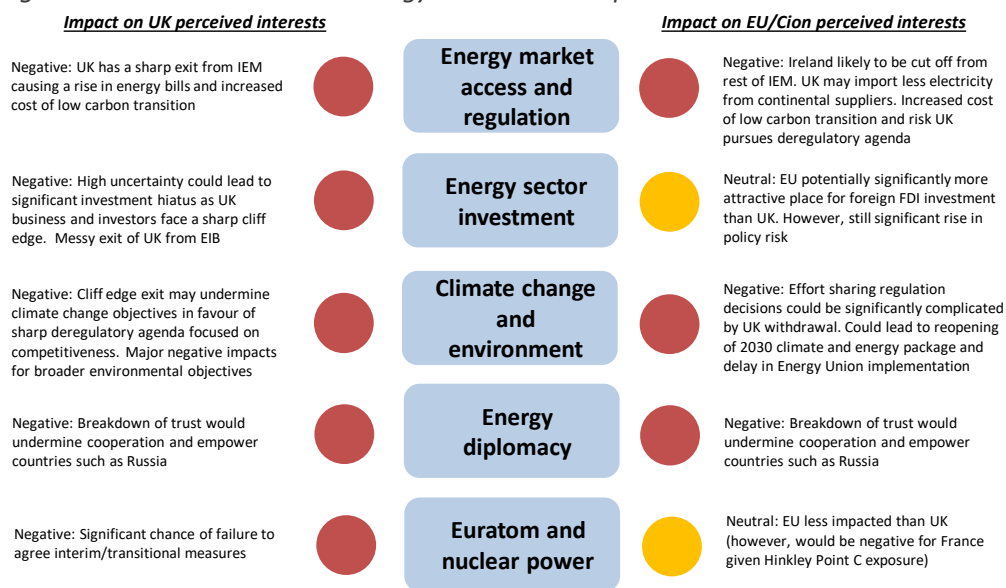 Impact on UK perceived interests
Impact on EU/Cion perceived interests
Negative: UK has a sharp exit from IEM
causing a rise in energy bills and increased
cost of low carbon transition
Energy market
access and
regulation
Negative: Ireland likely to be cut off from
rest of IEM. UK may import less electricity
from continental suppliers. Increased cost
of low carbon transition and risk UK
pursues deregulatory agenda
Negative: High uncertainty could lead to
significant investment hiatus as UK
business and investors face a sharp cliff
edge. Messy exit of UK from EIB
Energy sector
investment
Neutral: EU potentially significantly more
attractive place for foreign FDI investment
than UK. However, still significant rise in
policy risk
Negative: Cliff edge exit may undermine
climate change objectives in favour of
sharp deregulatory agenda focused on
competitiveness. Major negative impacts
for broader environmental objectives
Climate change
and
environment
Negative: Effort sharing regulation
decisions could be significantly complicated
by UK withdrawal. Could lead to reopening
of 2030 climate and energy package and
delay in Energy Union implementation
Negative: Breakdown of trust would
undermine cooperation and empower
countries such as Russia
Energy
diplomacy
Negative: Breakdown of trust would
undermine cooperation and empower
countries such as Russia
Negative: Significant chance of failure to
agree interim/transitional measures
Euratom and
nuclear power
Neutral: EU less impacted than UK
(however, would be negative for France
given Hinkley Point C exposure)